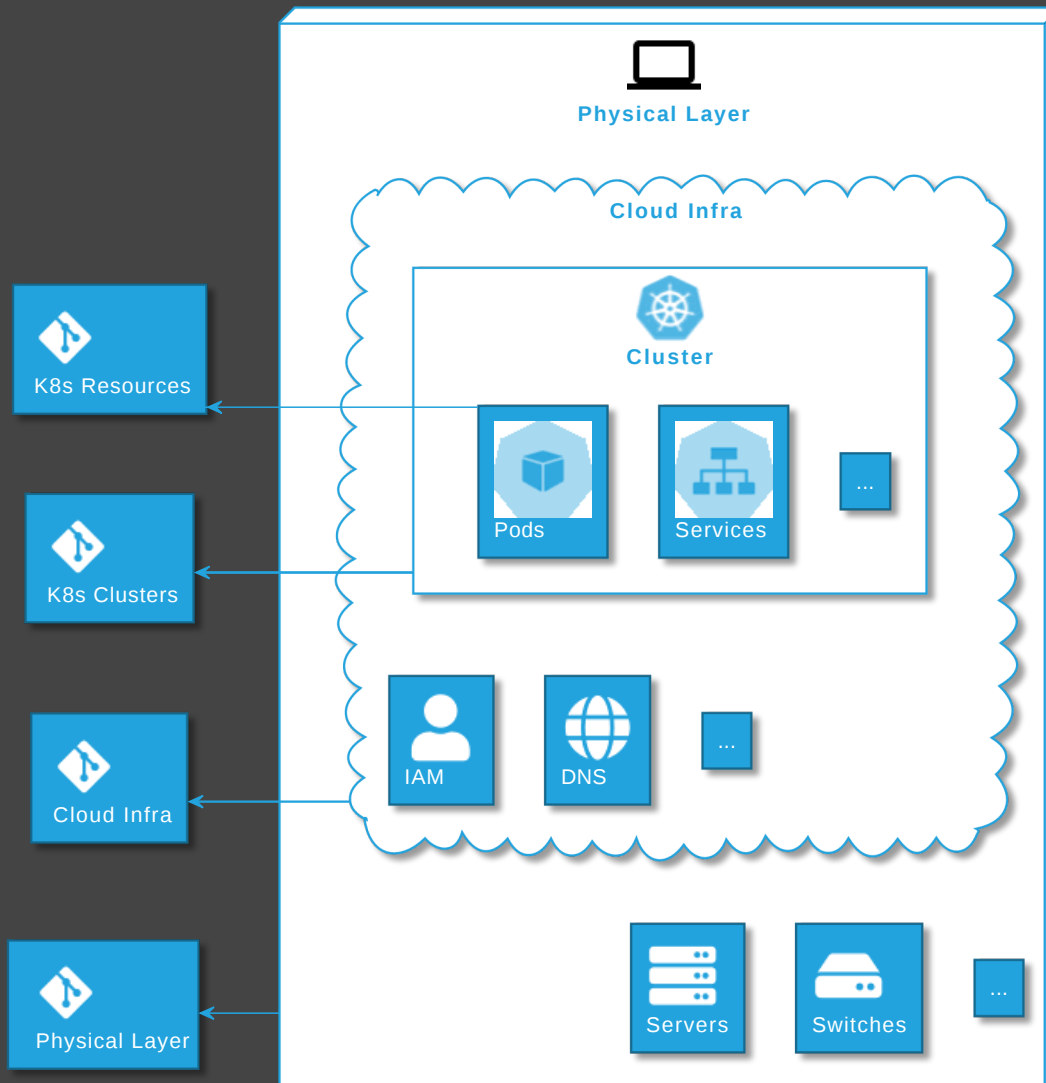 Physical Layer
Cloud Infra
Cluster
K8s Resources
Pods
Services
...
K8s Clusters
IAM
DNS
...
Cloud Infra
Servers
Switches
...
Physical Layer